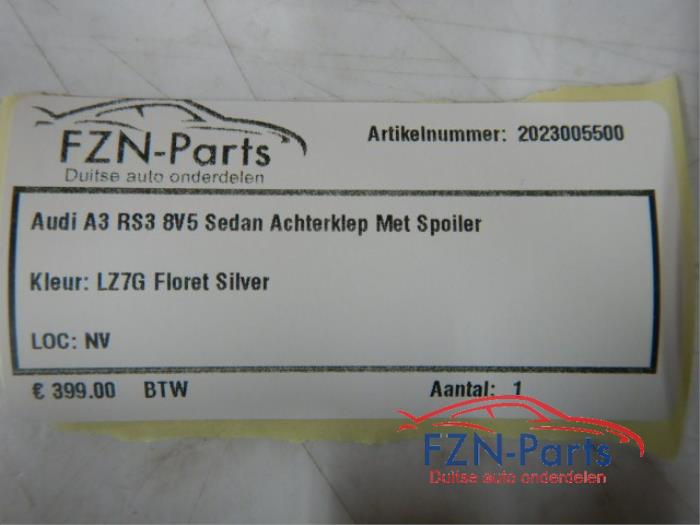 FZN-Parts
Duitse auto onderdelen
Artikelnummer: 2023005500
Audi A3 RS3 8V5 Sedan Achterklep Met Spoiler
Kleur: LZ7G Floret Silver
LOC: NV
€ 399.00 BTW Aantal: 1
FZN-Parts
Duitse auto onderdelen